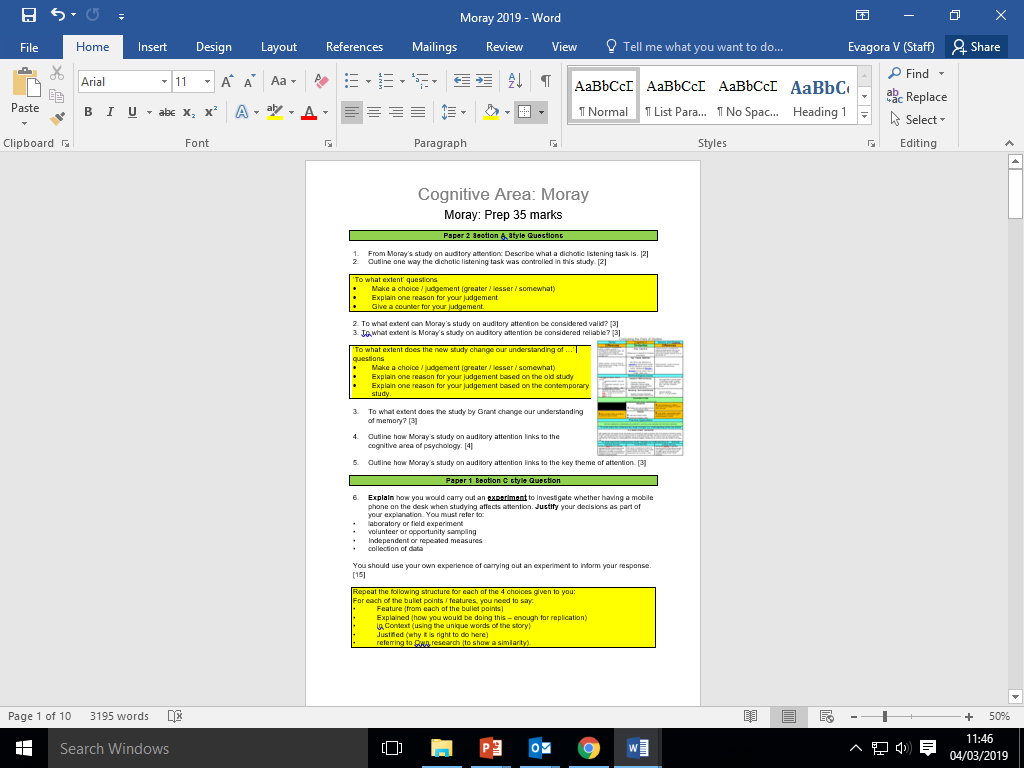 Moray 2019 - Word
File Home Insert Design Layout References Mailings Review View Tell me what you want to do... Evagora V (Staff) Share
Paste
Arial 11
Aa
B I U abc x₂ x²
A A
AaBbCcD AaBbCcD AaBbCcD AaBbC
¶ Normal ¶ List Para... ¶ No Spac... Heading 1
Find
Replace
Select
Clipboard Font Paragraph Styles Editing
Cognitive Area: Moray
Moray: Prep 35 marks
Paper 2 Section A Style Questions
1. From Moray's study on auditory attention: Describe what a dichotic listening task is. [2]
2. Outline one way the dichotic listening task was controlled in this study. [2]
'To what extent' questions
• Make a choice / judgement (greater / lesser / somewhat)
• Explain one reason for your judgement
• Give a counter for your judgement.
2. To what extent can Moray's study on auditory attention be considered valid? [3]
3. To what extent is Moray's study on auditory attention be considered reliable? [3]
'To what extent does the new study change our understanding of …'
questions
• Make a choice / judgement (greater / lesser / somewhat)
• Explain one reason for your judgement based on the old study
• Explain one reason for your judgement based on the contemporary
study.
3. To what extent does the study by Grant change our understanding
of memory? [3]
4. Outline how Moray's study on auditory attention links to the
cognitive area of psychology. [4]
5. Outline how Moray's study on auditory attention links to the key theme of attention. [3]
Paper 1 Section C style Question
6. Explain how you would carry out an experiment to investigate whether having a mobile
phone on the desk when studying affects attention. Justify your decisions as part of
your explanation. You must refer to:
• laboratory or field experiment
• volunteer or opportunity sampling
• Independent or repeated measures
• collection of data
You should use your own experience of carrying out an experiment to inform your response.
[15]
Repeat the following structure for each of the 4 choices given to you:
For each of the bullet points / features, you need to say:
• Feature (from each of the bullet points)
• Explained (how you would be doing this – enough for replication)
• in Context (using the unique words of the story)
• Justified (why it is right to do here)
• referring to Own research (to show a similarity).
Page 1 of 10 3195 words 50%
Search Windows
11:46
04/03/2019